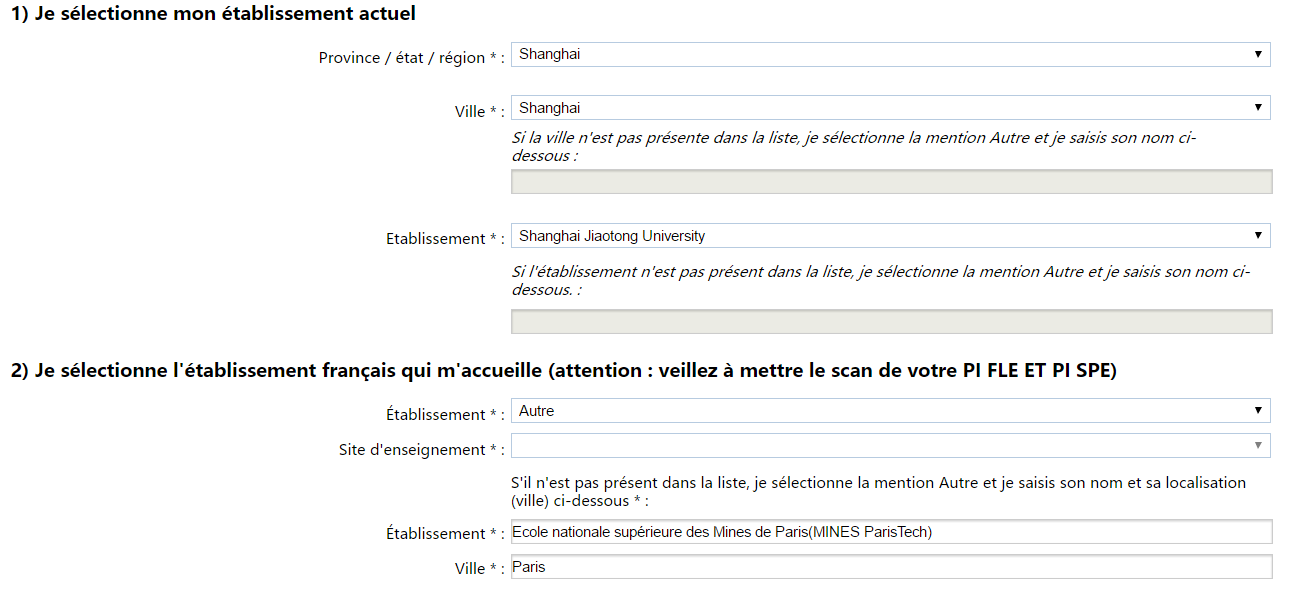 1) Je sélectionne mon établissement actuel
Province / état / région * : Shanghai
Ville * : Shanghai
Si la ville n'est pas présente dans la liste, je sélectionne la mention Autre et je saisis son nom ci-
dessous :
Etablissement * : Shanghai Jiaotong University
Si l'établissement n'est pas présent dans la liste, je sélectionne la mention Autre et je saisis son nom ci-
dessous. :
2) Je sélectionne l'établissement français qui m'accueille (attention : veillez à mettre le scan de votre PI FLE ET PI SPE)
Établissement * : Autre
Site d'enseignement * :
S'il n'est pas présent dans la liste, je sélectionne la mention Autre et je saisis son nom et sa localisation
(ville) ci-dessous * :
Établissement * : Ecole nationale supérieure des Mines de Paris(MINES ParisTech)
Ville * : Paris